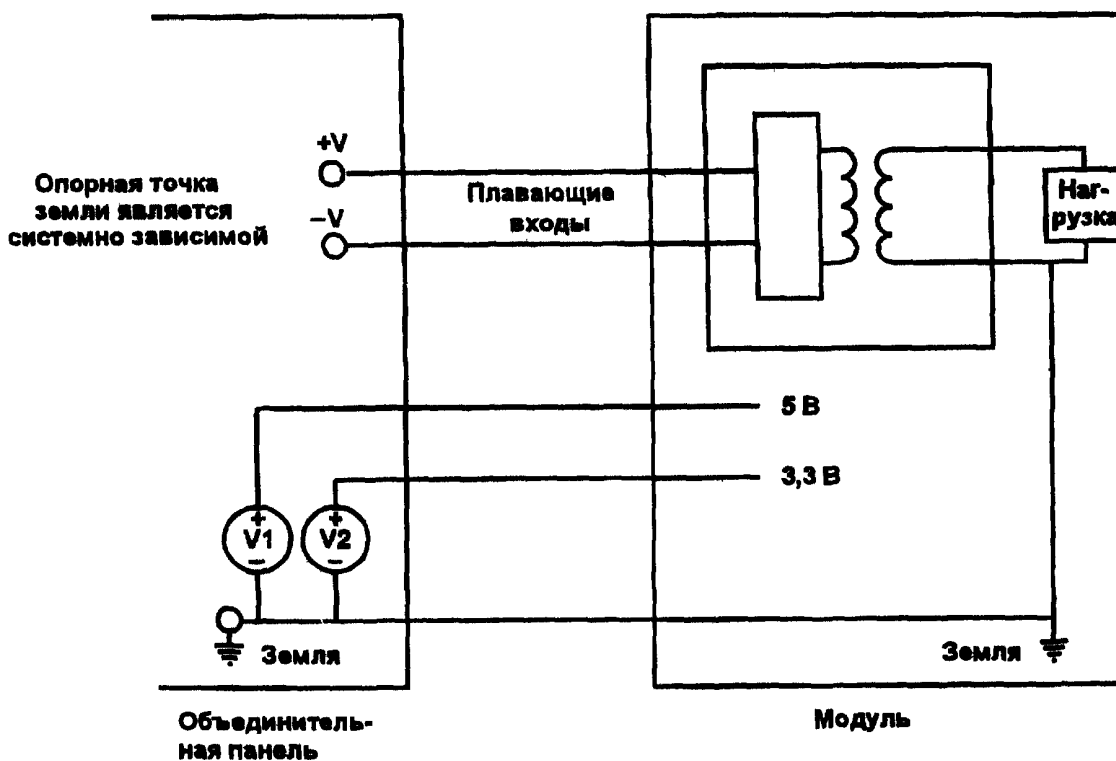 +V
Опорная точка
земли является
системно зависимой
−V
Плавающие
входы
Наг-
рузка
5 В
3,3 В
+
V1
−
+
V2
−
Земля
Земля
Объединитель-
ная панель
Модуль